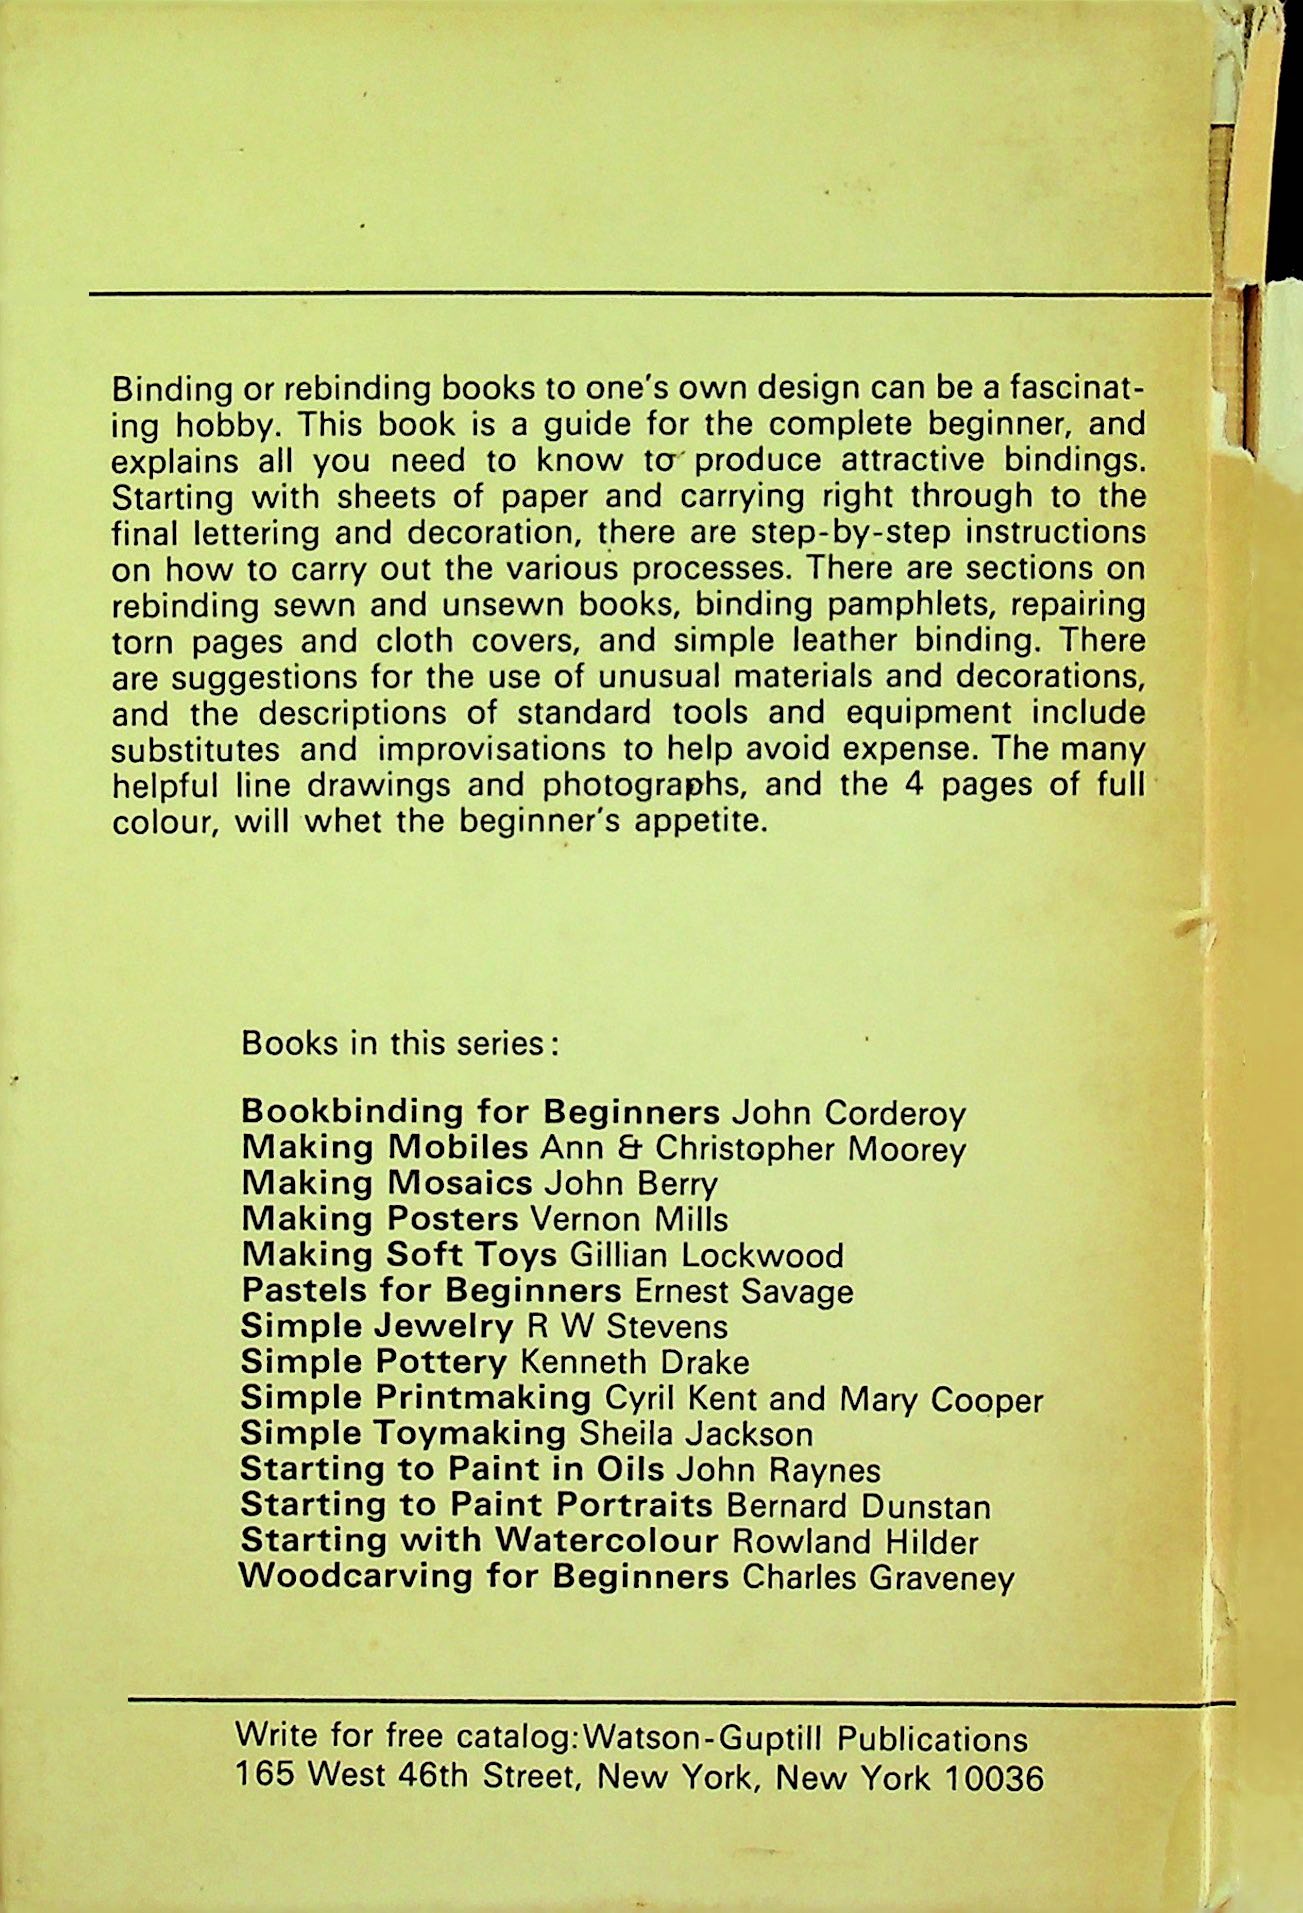 Binding or rebinding books to one's own design can be a fascinat-
ing hobby. This book is a guide for the complete beginner, and
explains all you need to know to produce attractive bindings.
Starting with sheets of paper and carrying right through to the
final lettering and decoration, there are step-by-step instructions
on how to carry out the various processes. There are sections on
rebinding sewn and unsewn books, binding pamphlets, repairing
torn pages and cloth covers, and simple leather binding. There
are suggestions for the use of unusual materials and decorations,
and the descriptions of standard tools and equipment include
substitutes and improvisations to help avoid expense. The many
helpful line drawings and photographs, and the 4 pages of full
colour, will whet the beginner's appetite.
Books in this series:
Bookbinding for Beginners John Corderoy
Making Mobiles Ann & Christopher Moorey
Making Mosaics John Berry
Making Posters Vernon Mills
Making Soft Toys Gillian Lockwood
Pastels for Beginners Ernest Savage
Simple Jewelry R W Stevens
Simple Pottery Kenneth Drake
Simple Printmaking Cyril Kent and Mary Cooper
Simple Toymaking Sheila Jackson
Starting to Paint in Oils John Raynes
Starting to Paint Portraits Bernard Dunstan
Starting with Watercolour Rowland Hilder
Woodcarving for Beginners Charles Graveney
Write for free catalog:Watson-Guptill Publications
165 West 46th Street, New York, New York 10036